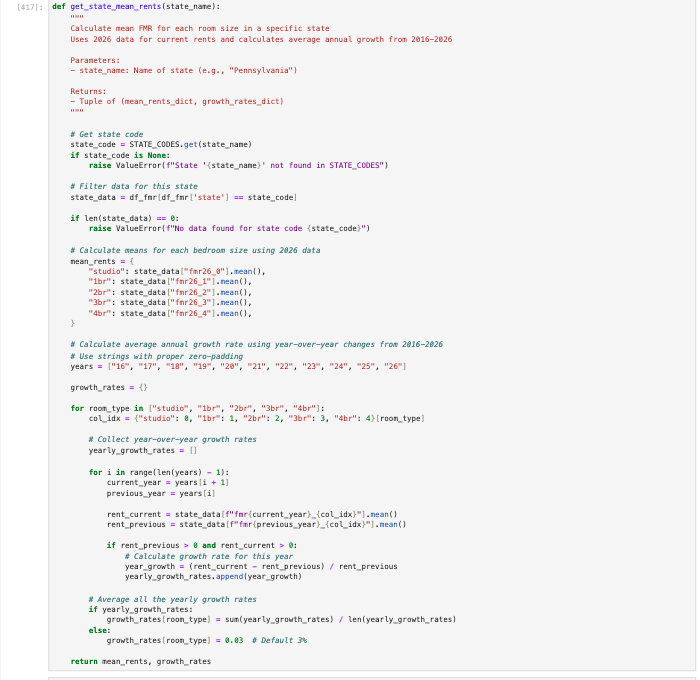 [417]: def get_state_mean_rents(state_name):
    """
    Calculate mean FMR for each room size in a specific state
    Uses 2026 data for current rents and calculates average annual growth from 2016-2026

    Parameters:
    - state_name: Name of state (e.g., "Pennsylvania")

    Returns:
    - Tuple of (mean_rents_dict, growth_rates_dict)
    """

    # Get state code
    state_code = STATE_CODES.get(state_name)
    if state_code is None:
        raise ValueError(f"State '{state_name}' not found in STATE_CODES")

    # Filter data for this state
    state_data = df_fmr[df_fmr['state'] == state_code]

    if len(state_data) == 0:
        raise ValueError(f"No data found for state code {state_code}")

    # Calculate means for each bedroom size using 2026 data
    mean_rents = {
        "studio": state_data["fmr26_0"].mean(),
        "1br": state_data["fmr26_1"].mean(),
        "2br": state_data["fmr26_2"].mean(),
        "3br": state_data["fmr26_3"].mean(),
        "4br": state_data["fmr26_4"].mean(),
    }

    # Calculate average annual growth rate using year-over-year changes from 2016-2026
    # Use strings with proper zero-padding
    years = ["16", "17", "18", "19", "20", "21", "22", "23", "24", "25", "26"]

    growth_rates = {}

    for room_type in ["studio", "1br", "2br", "3br", "4br"]:
        col_idx = {"studio": 0, "1br": 1, "2br": 2, "3br": 3, "4br": 4}[room_type]

        # Collect year-over-year growth rates
        yearly_growth_rates = []

        for i in range(len(years) - 1):
            current_year = years[i + 1]
            previous_year = years[i]

            rent_current = state_data[f"fmr{current_year}_{col_idx}"].mean()
            rent_previous = state_data[f"fmr{previous_year}_{col_idx}"].mean()

            if rent_previous > 0 and rent_current > 0:
                # Calculate growth rate for this year
                year_growth = (rent_current - rent_previous) / rent_previous
                yearly_growth_rates.append(year_growth)

        # Average all the yearly growth rates
        if yearly_growth_rates:
            growth_rates[room_type] = sum(yearly_growth_rates) / len(yearly_growth_rates)
        else:
            growth_rates[room_type] = 0.03  # Default 3%

    return mean_rents, growth_rates